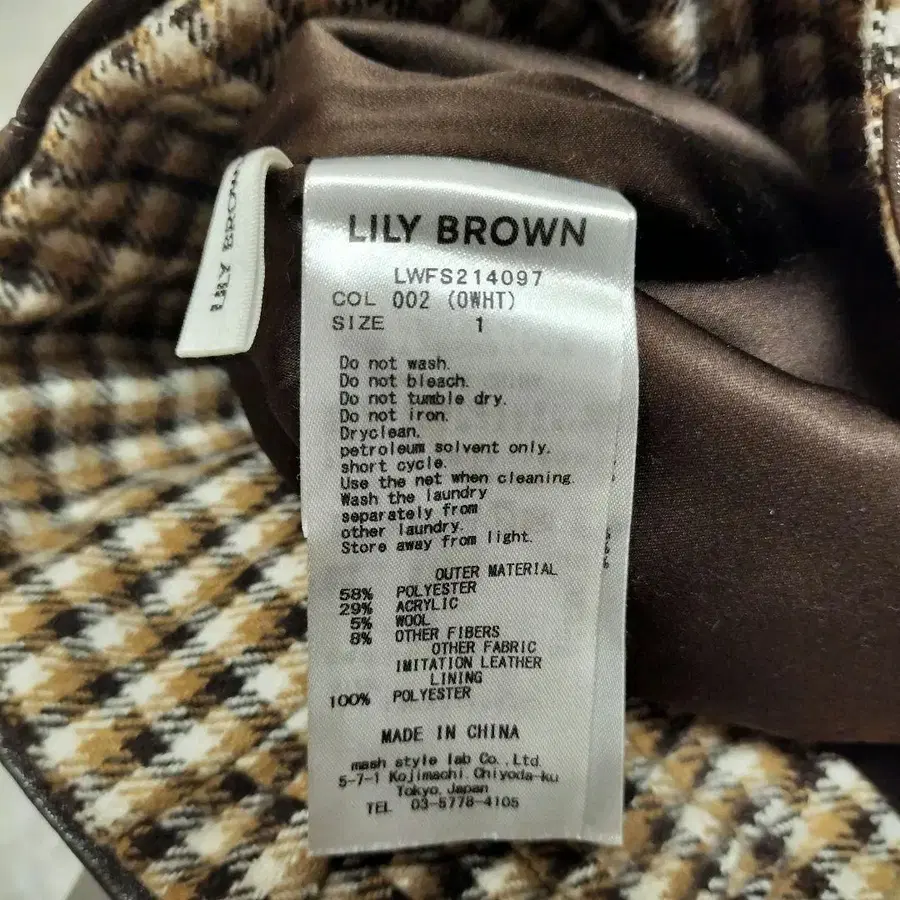 LILY BROWN
LILY BROWN
LWFS214097
COL 002 (OWHT)
SIZE 1
Do not wash.
Do not bleach.
Do not tumble dry.
Do not iron.
Dryclean,
petroleum solvent only.
short cycle.
Use the net when cleaning.
Wash the laundry
separately from
other laundry.
Store away from light.
OUTER MATERIAL
58% POLYESTER
29% ACRYLIC
5% WOOL
8% OTHER FIBERS
OTHER FABRIC
IMITATION LEATHER
LINING
100% POLYESTER
MADE IN CHINA
mash style lab Co., Ltd.
5-7-1 Kojimachi, Chiyoda-ku
Tokyo, Japan
TEL 03-5778-4105